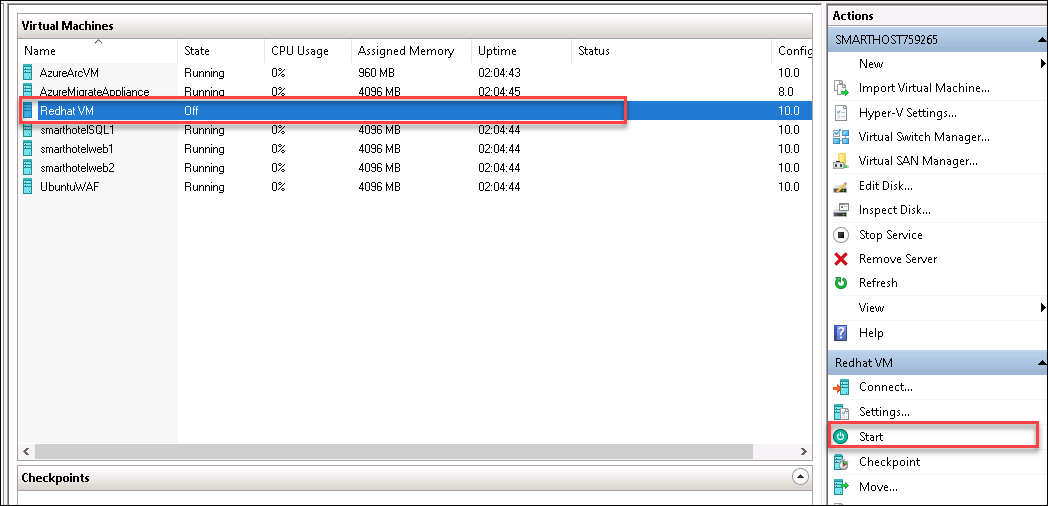 Virtual Machines
Name State CPU Usage Assigned Memory Uptime Status Config
AzureArcVM Running 0% 960 MB 02:04:43 10.0
AzureMigrateAppliance Running 0% 4096 MB 02:04:45 8.0
Redhat VM Off 10.0
smarthotelSQL1 Running 0% 4096 MB 02:04:44 10.0
smarthotelweb1 Running 0% 4096 MB 02:04:44 10.0
smarthotelweb2 Running 0% 4096 MB 02:04:44 10.0
UbuntuWAF Running 0% 4096 MB 02:04:44 10.0
Checkpoints
Actions
SMARTHOST759265
New
Import Virtual Machine...
Hyper-V Settings...
Virtual Switch Manager...
Virtual SAN Manager...
Edit Disk...
Inspect Disk...
Stop Service
Remove Server
Refresh
View
Help
Redhat VM
Connect...
Settings...
Start
Checkpoint
Move...